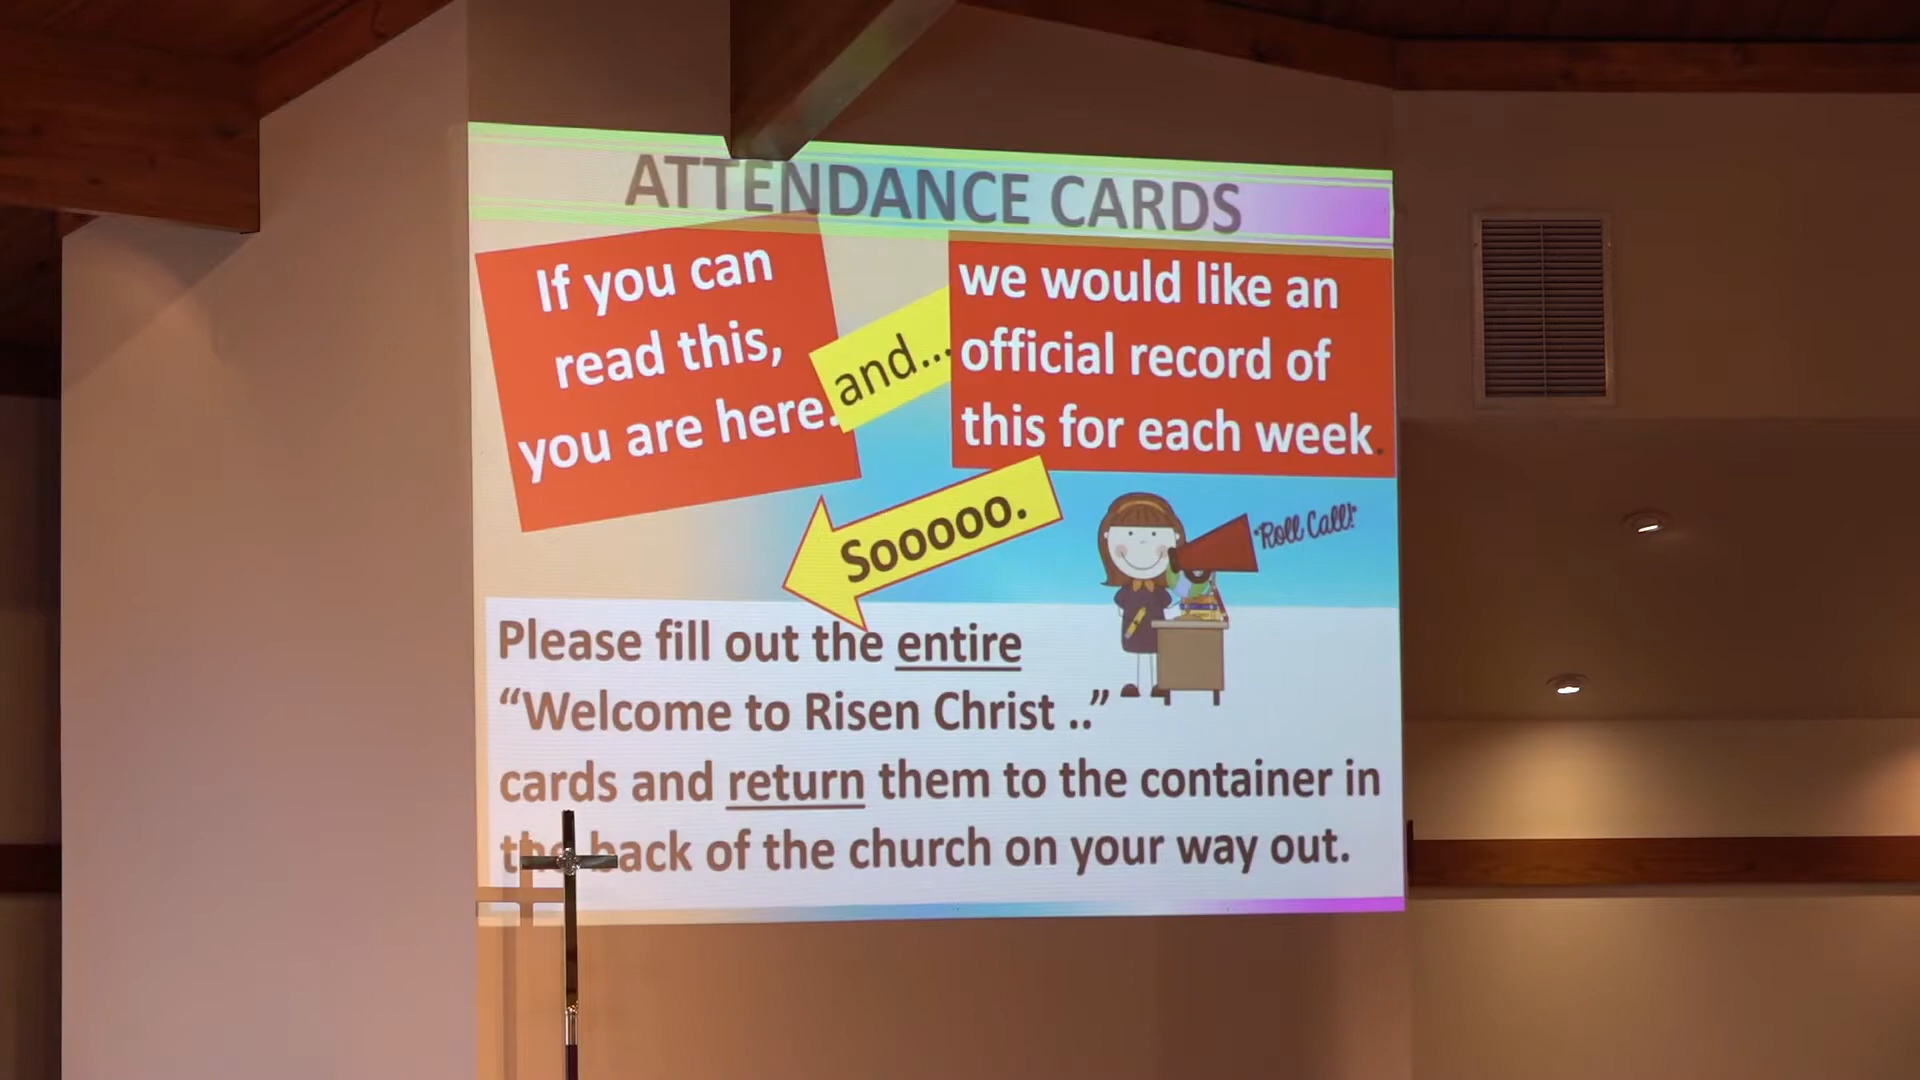 ATTENDANCE CARDS
If you can
read this,
you are here.
and...
we would like an
official record of
this for each week.
Sooooo.
"Roll Call!"
Please fill out the entire
“Welcome to Risen Christ ..”
cards and return them to the container in
the back of the church on your way out.